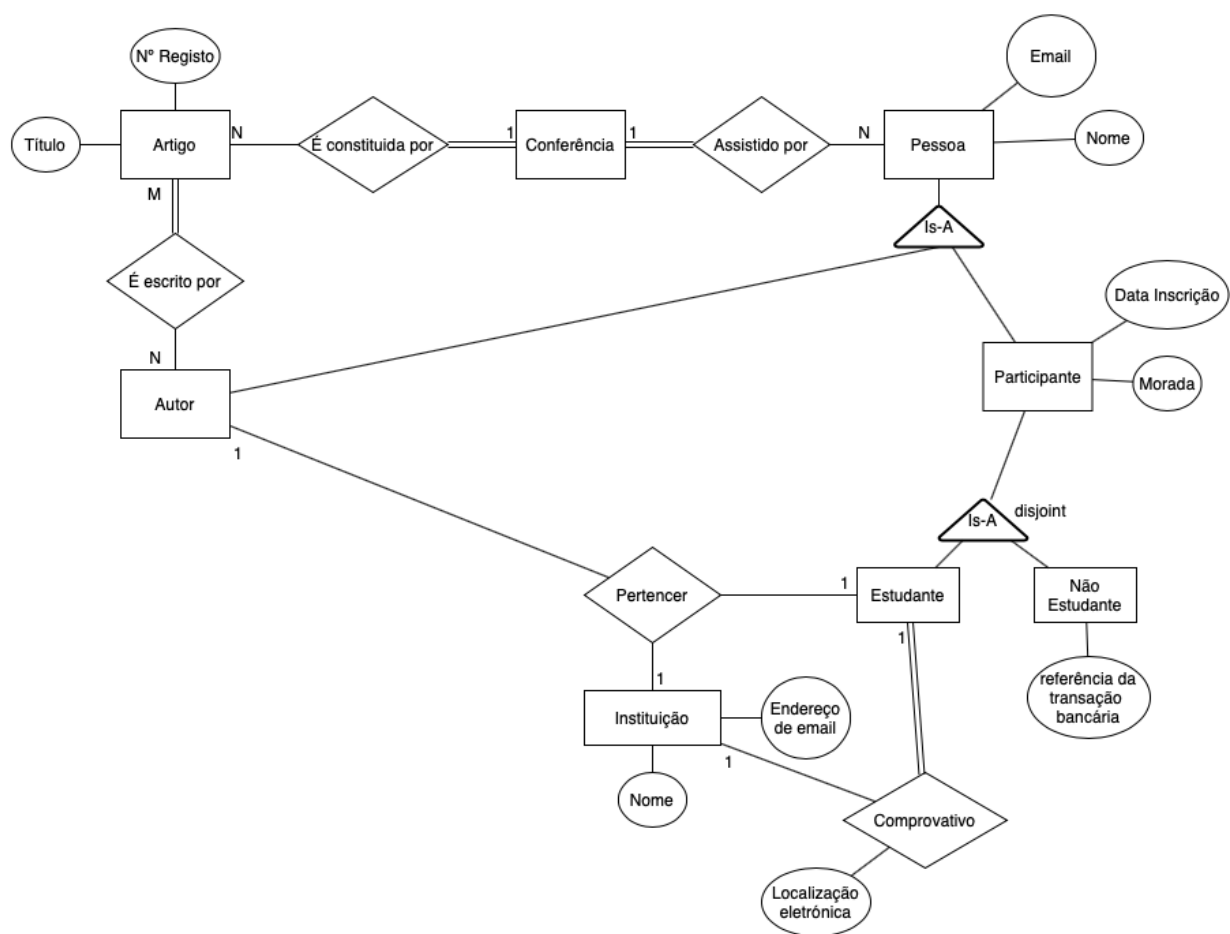 Nº Registo
Email
Título
Artigo
N
É constituida por
1
Conferência
1
Assistido por
N
Pessoa
Nome
M
Is-A
É escrito por
Data Inscrição
N
Autor
Participante
Morada
1
Is-A
disjoint
Pertencer
1
Estudante
Não
Estudante
1
1
Instituição
Endereço
de email
referência da
transação
bancária
1
Nome
Comprovativo
Localização
eletrónica